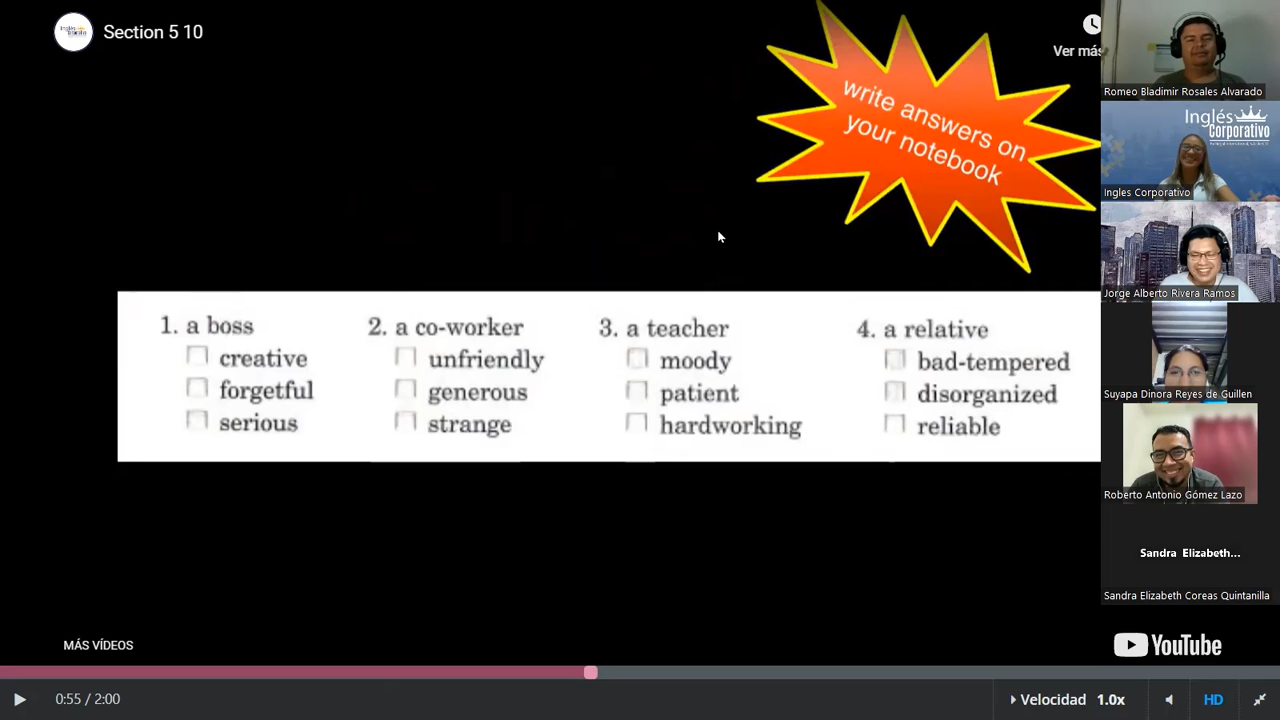 Section 5 10
Ver más
write answers on
your notebook
1. a boss
creative
forgetful
serious
2. a co-worker
unfriendly
generous
strange
3. a teacher
moody
patient
hardworking
4. a relative
bad-tempered
disorganized
reliable
Romeo Bladimir Rosales Alvarado
Inglés
Corporativo
Ingles Corporativo
Jorge Alberto Rivera Ramos
Suyapa Dinora Reyes de Guillen
Roberto Antonio Gómez Lazo
Sandra Elizabeth...
Sandra Elizabeth Coreas Quintanilla
MÁS VÍDEOS
YouTube
0:55 / 2:00
Velocidad 1.0x
HD